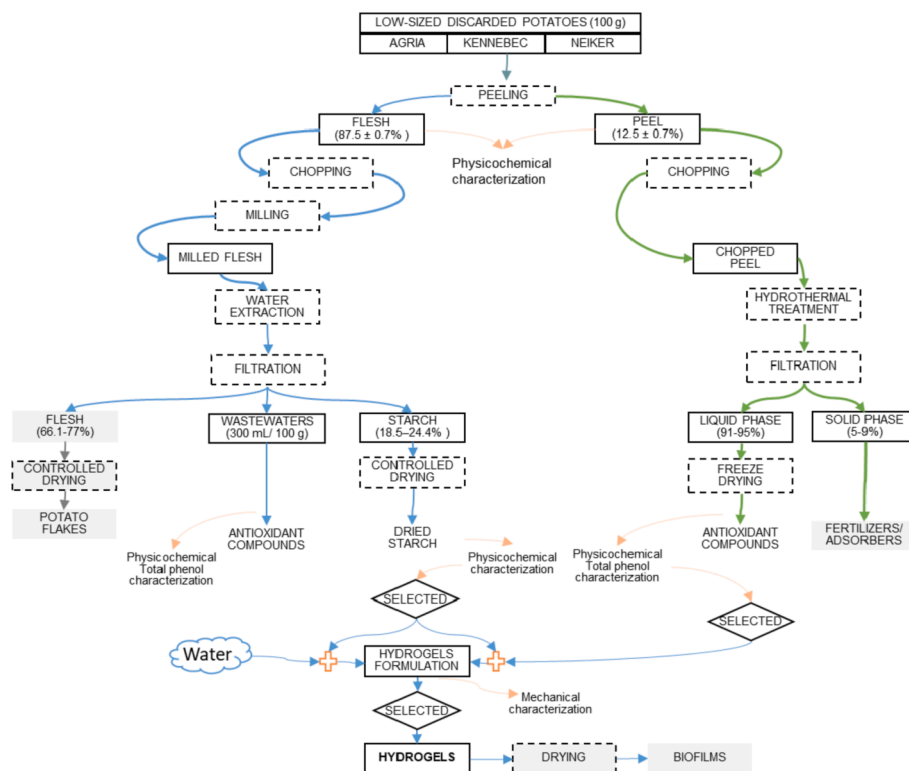 LOW-SIZED DISCARDED POTATOES (100 g)
AGRIA KENNEBEC NEIKER
PEELING
FLESH
(87.5 ± 0.7% )
PEEL
(12.5 ± 0.7%)
Physicochemical
characterization
CHOPPING
CHOPPING
MILLING
MILLED FLESH
CHOPPED
PEEL
WATER
EXTRACTION
HYDROTHERMAL
TREATMENT
FILTRATION
FILTRATION
FLESH
(66.1-77%)
WASTEWATERS
(300 mL/ 100 g)
STARCH
(18.5–24.4% )
LIQUID PHASE
(91-95%)
SOLID PHASE
(5-9%)
CONTROLLED
DRYING
CONTROLLED
DRYING
FREEZE
DRYING
POTATO
FLAKES
ANTIOXIDANT
COMPOUNDS
DRIED
STARCH
ANTIOXIDANT
COMPOUNDS
FERTILIZERS/
ADSORBERS
Physicochemical
Total phenol
characterization
Physicochemical
characterization
Physicochemical
Total phenol
characterization
SELECTED
SELECTED
Water
HYDROGELS
FORMULATION
Mechanical
characterization
SELECTED
HYDROGELS
DRYING
BIOFILMS